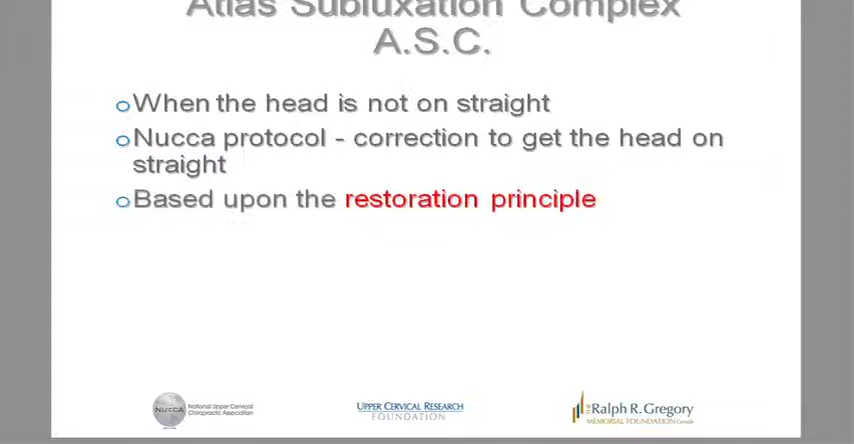 Atlas Subluxation Complex
A.S.C.
When the head is not on straight
Nucca protocol - correction to get the head on
straight
Based upon the restoration principle
NUCCA National Upper Cervical
Chiropractic Association
UPPER CERVICAL RESEARCH
FOUNDATION
THE Ralph R. Gregory
MEMORIAL FOUNDATION Canada